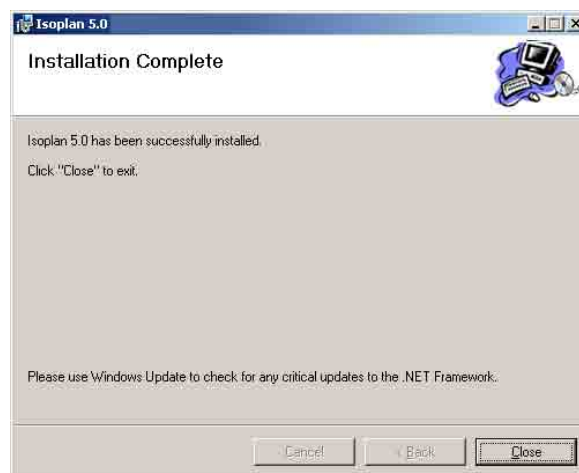 Isoplan 5.0
Installation Complete
Isoplan 5.0 has been successfully installed.
Click "Close" to exit.
Please use Windows Update to check for any critical updates to the .NET Framework.
Cancel
< Back
Close